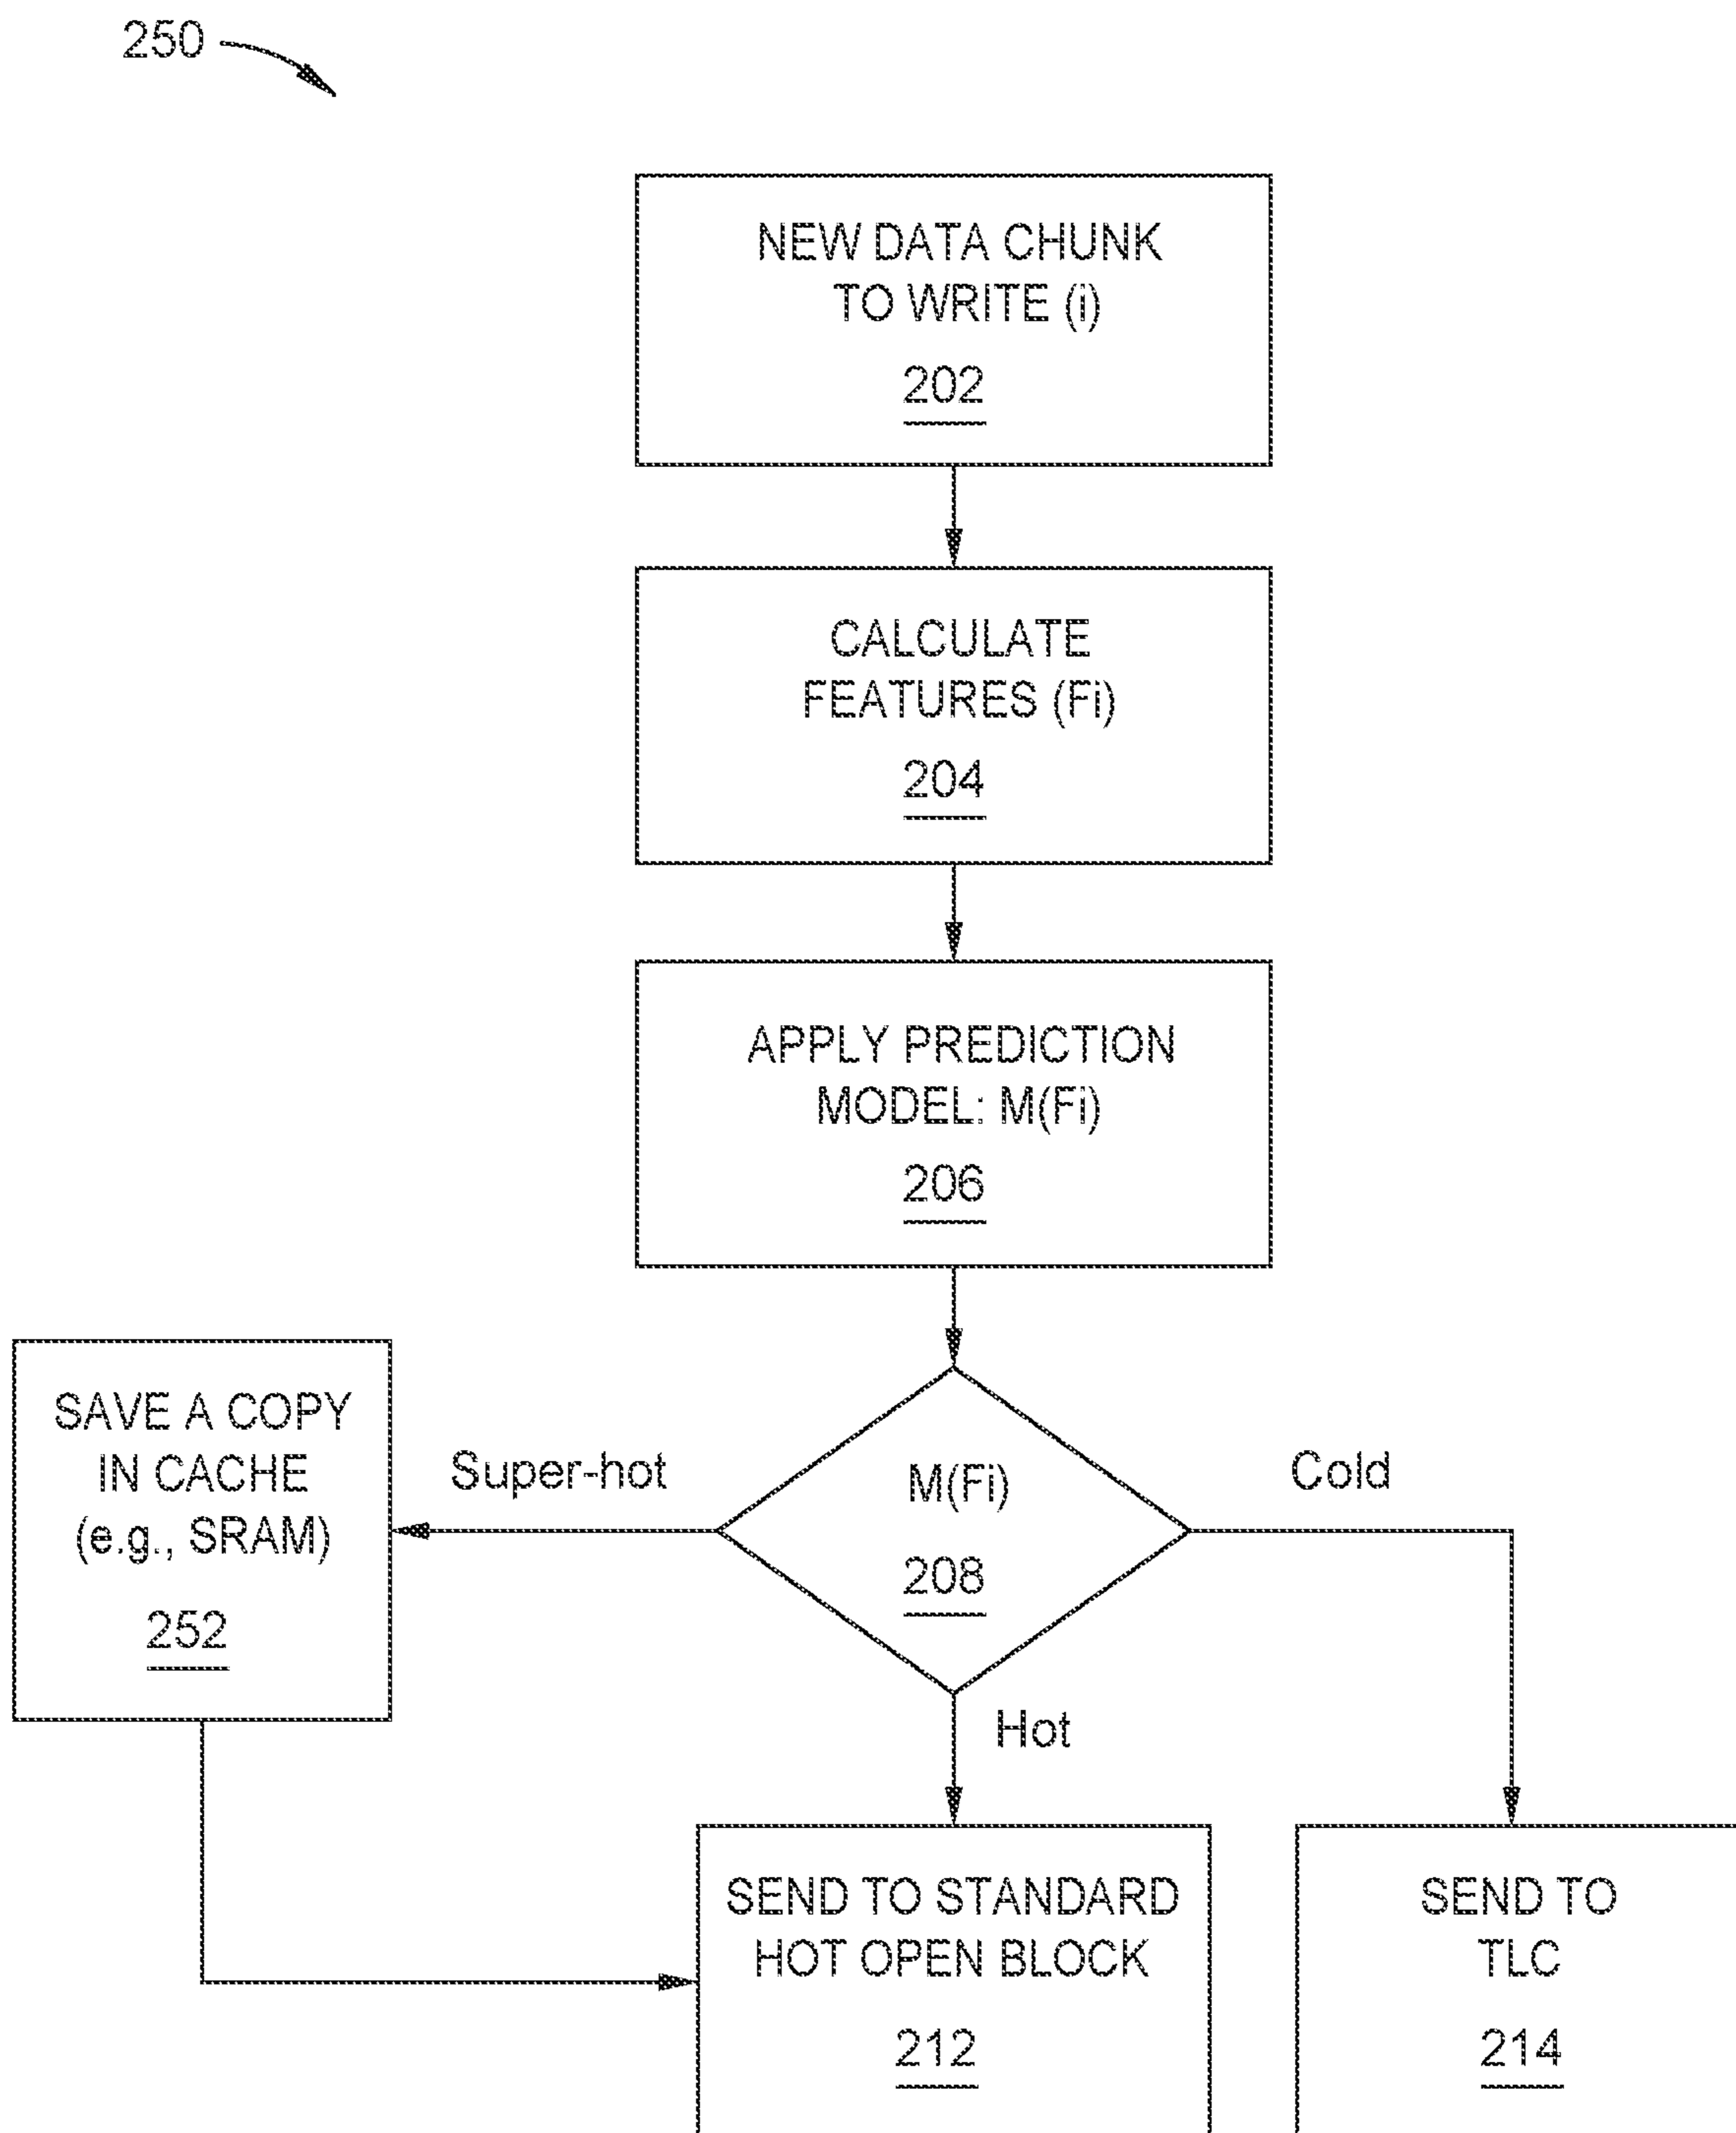 250
NEW DATA CHUNK
TO WRITE (i)
202
CALCULATE
FEATURES (Fi)
204
APPLY PREDICTION
MODEL: M(Fi)
206
SAVE A COPY
IN CACHE
(e.g., SRAM)
252
Super-hot
M(Fi)
208
Cold
Hot
SEND TO STANDARD
HOT OPEN BLOCK
212
SEND TO
TLC
214